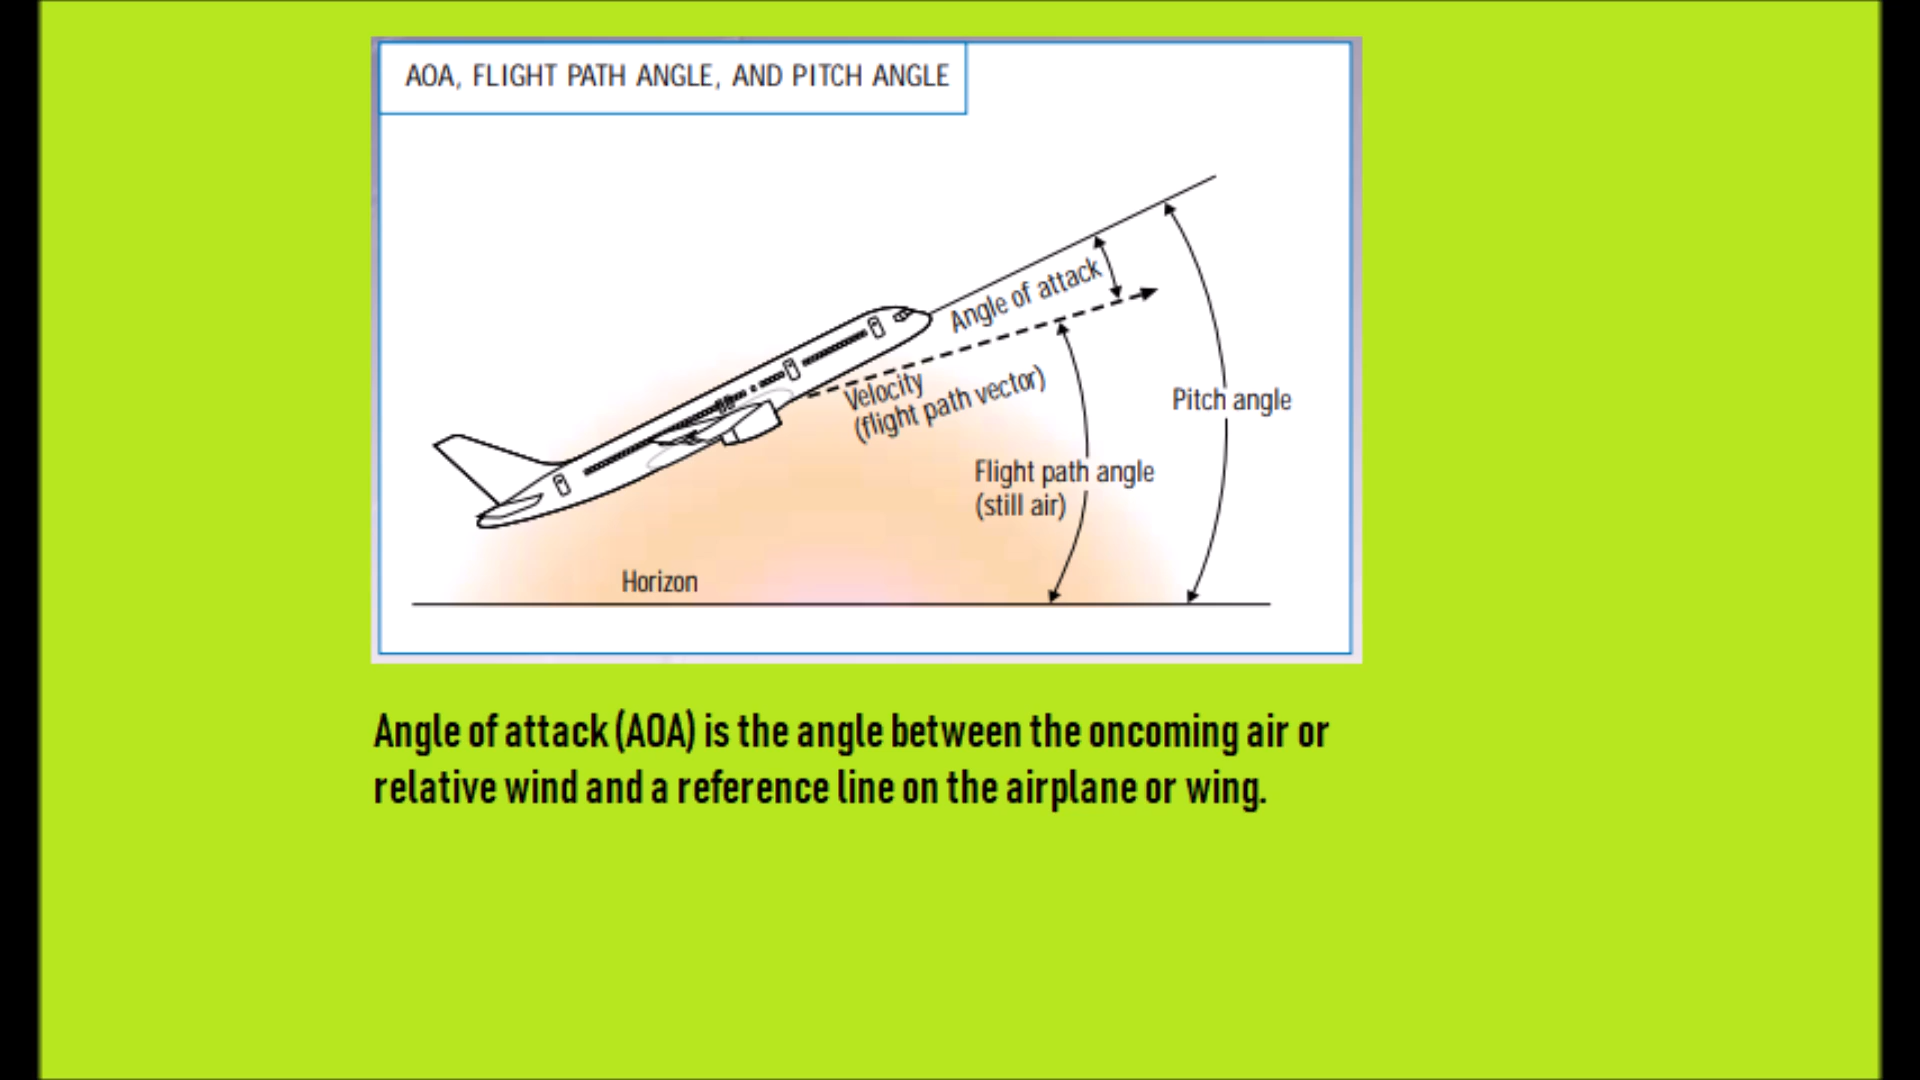 AOA, FLIGHT PATH ANGLE, AND PITCH ANGLE
Angle of attack
Velocity
(flight path vector)
Pitch angle
Flight path angle
(still air)
Horizon
Angle of attack (AOA) is the angle between the oncoming air or
relative wind and a reference line on the airplane or wing.